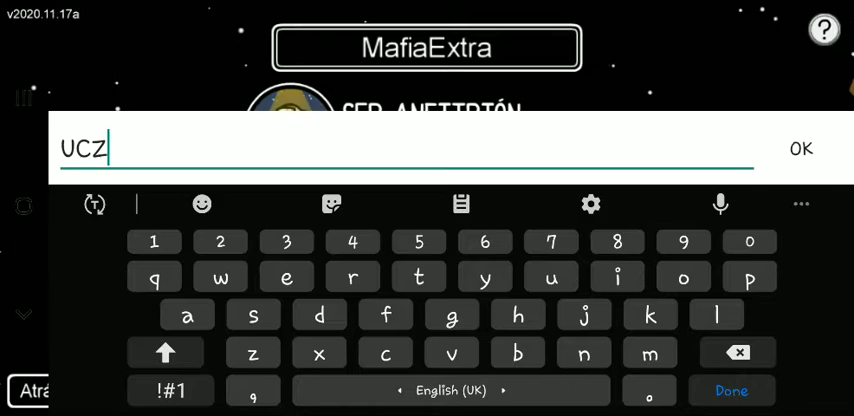 v2020.11.17a
MafiaExtra
?
SER ANFITRIÓN
UCZ
OK
1 2 3 4 5 6 7 8 9 0
q w e r t y u i o p
a s d f g h j k l
z x c v b n m
!#1 , English (UK) . Done
Atrá